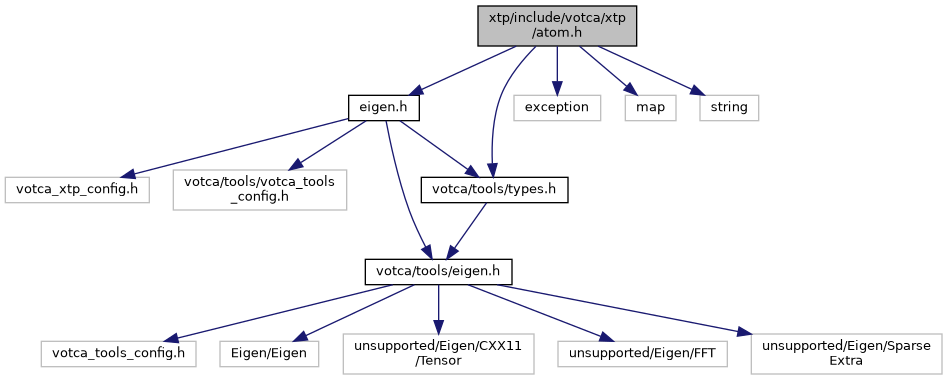 xtp/include/votca/xtp
/atom.h
eigen.h
exception
map
string
votca_xtp_config.h
votca/tools/votca_tools
_config.h
votca/tools/types.h
votca/tools/eigen.h
votca_tools_config.h
Eigen/Eigen
unsupported/Eigen/CXX11
/Tensor
unsupported/Eigen/FFT
unsupported/Eigen/Sparse
Extra